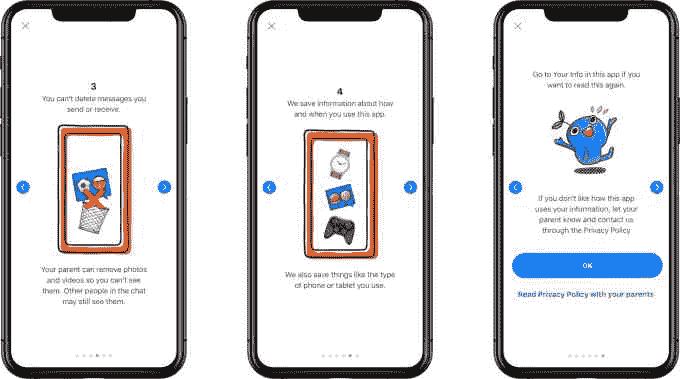 3
You can't delete messages you
send or receive.
Your parent can remove photos
and videos so you can't see
them. Other people in the chat
may still see them.
4
We save information about how
and when you use this app.
We also save things like the type
of phone or tablet you use.
Go to Your Info in this app if you
want to read this again.
If you don't like how this app
uses your information, let your
parent know and contact us
through the Privacy Policy
OK
Read Privacy Policy with your parents